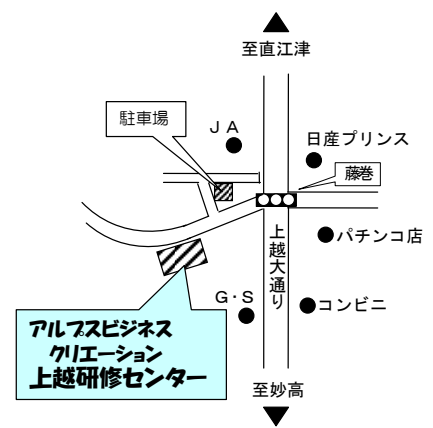 至直江津
駐車場
ＪＡ
日産プリンス
藤巻
上越大通り
パチンコ店
Ｇ・Ｓ
コンビニ
アルプスビジネス
クリエーション
上越研修センター
至妙高